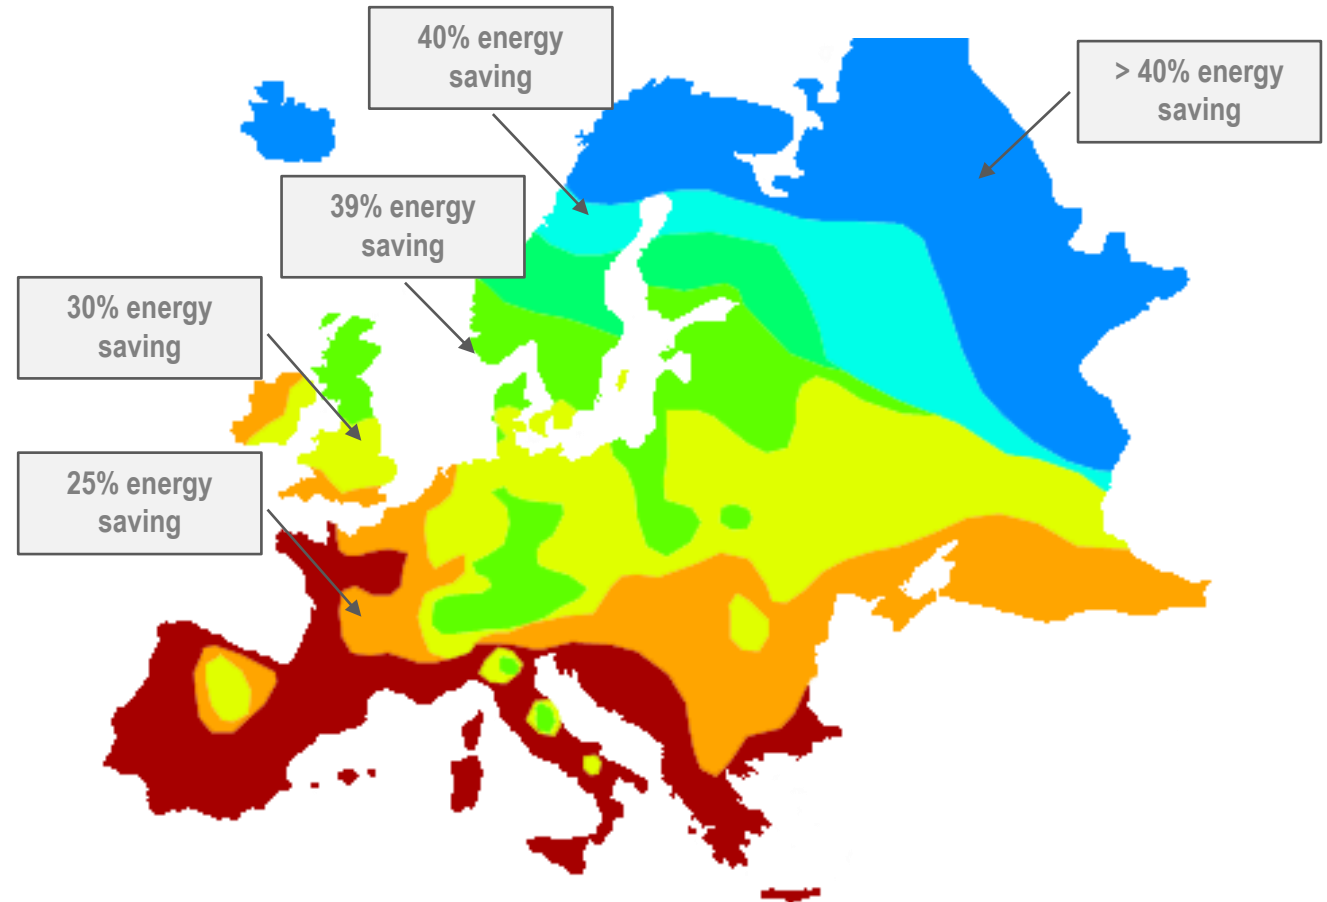 40% energy
saving
> 40% energy
saving
39% energy
saving
30% energy
saving
25% energy
saving